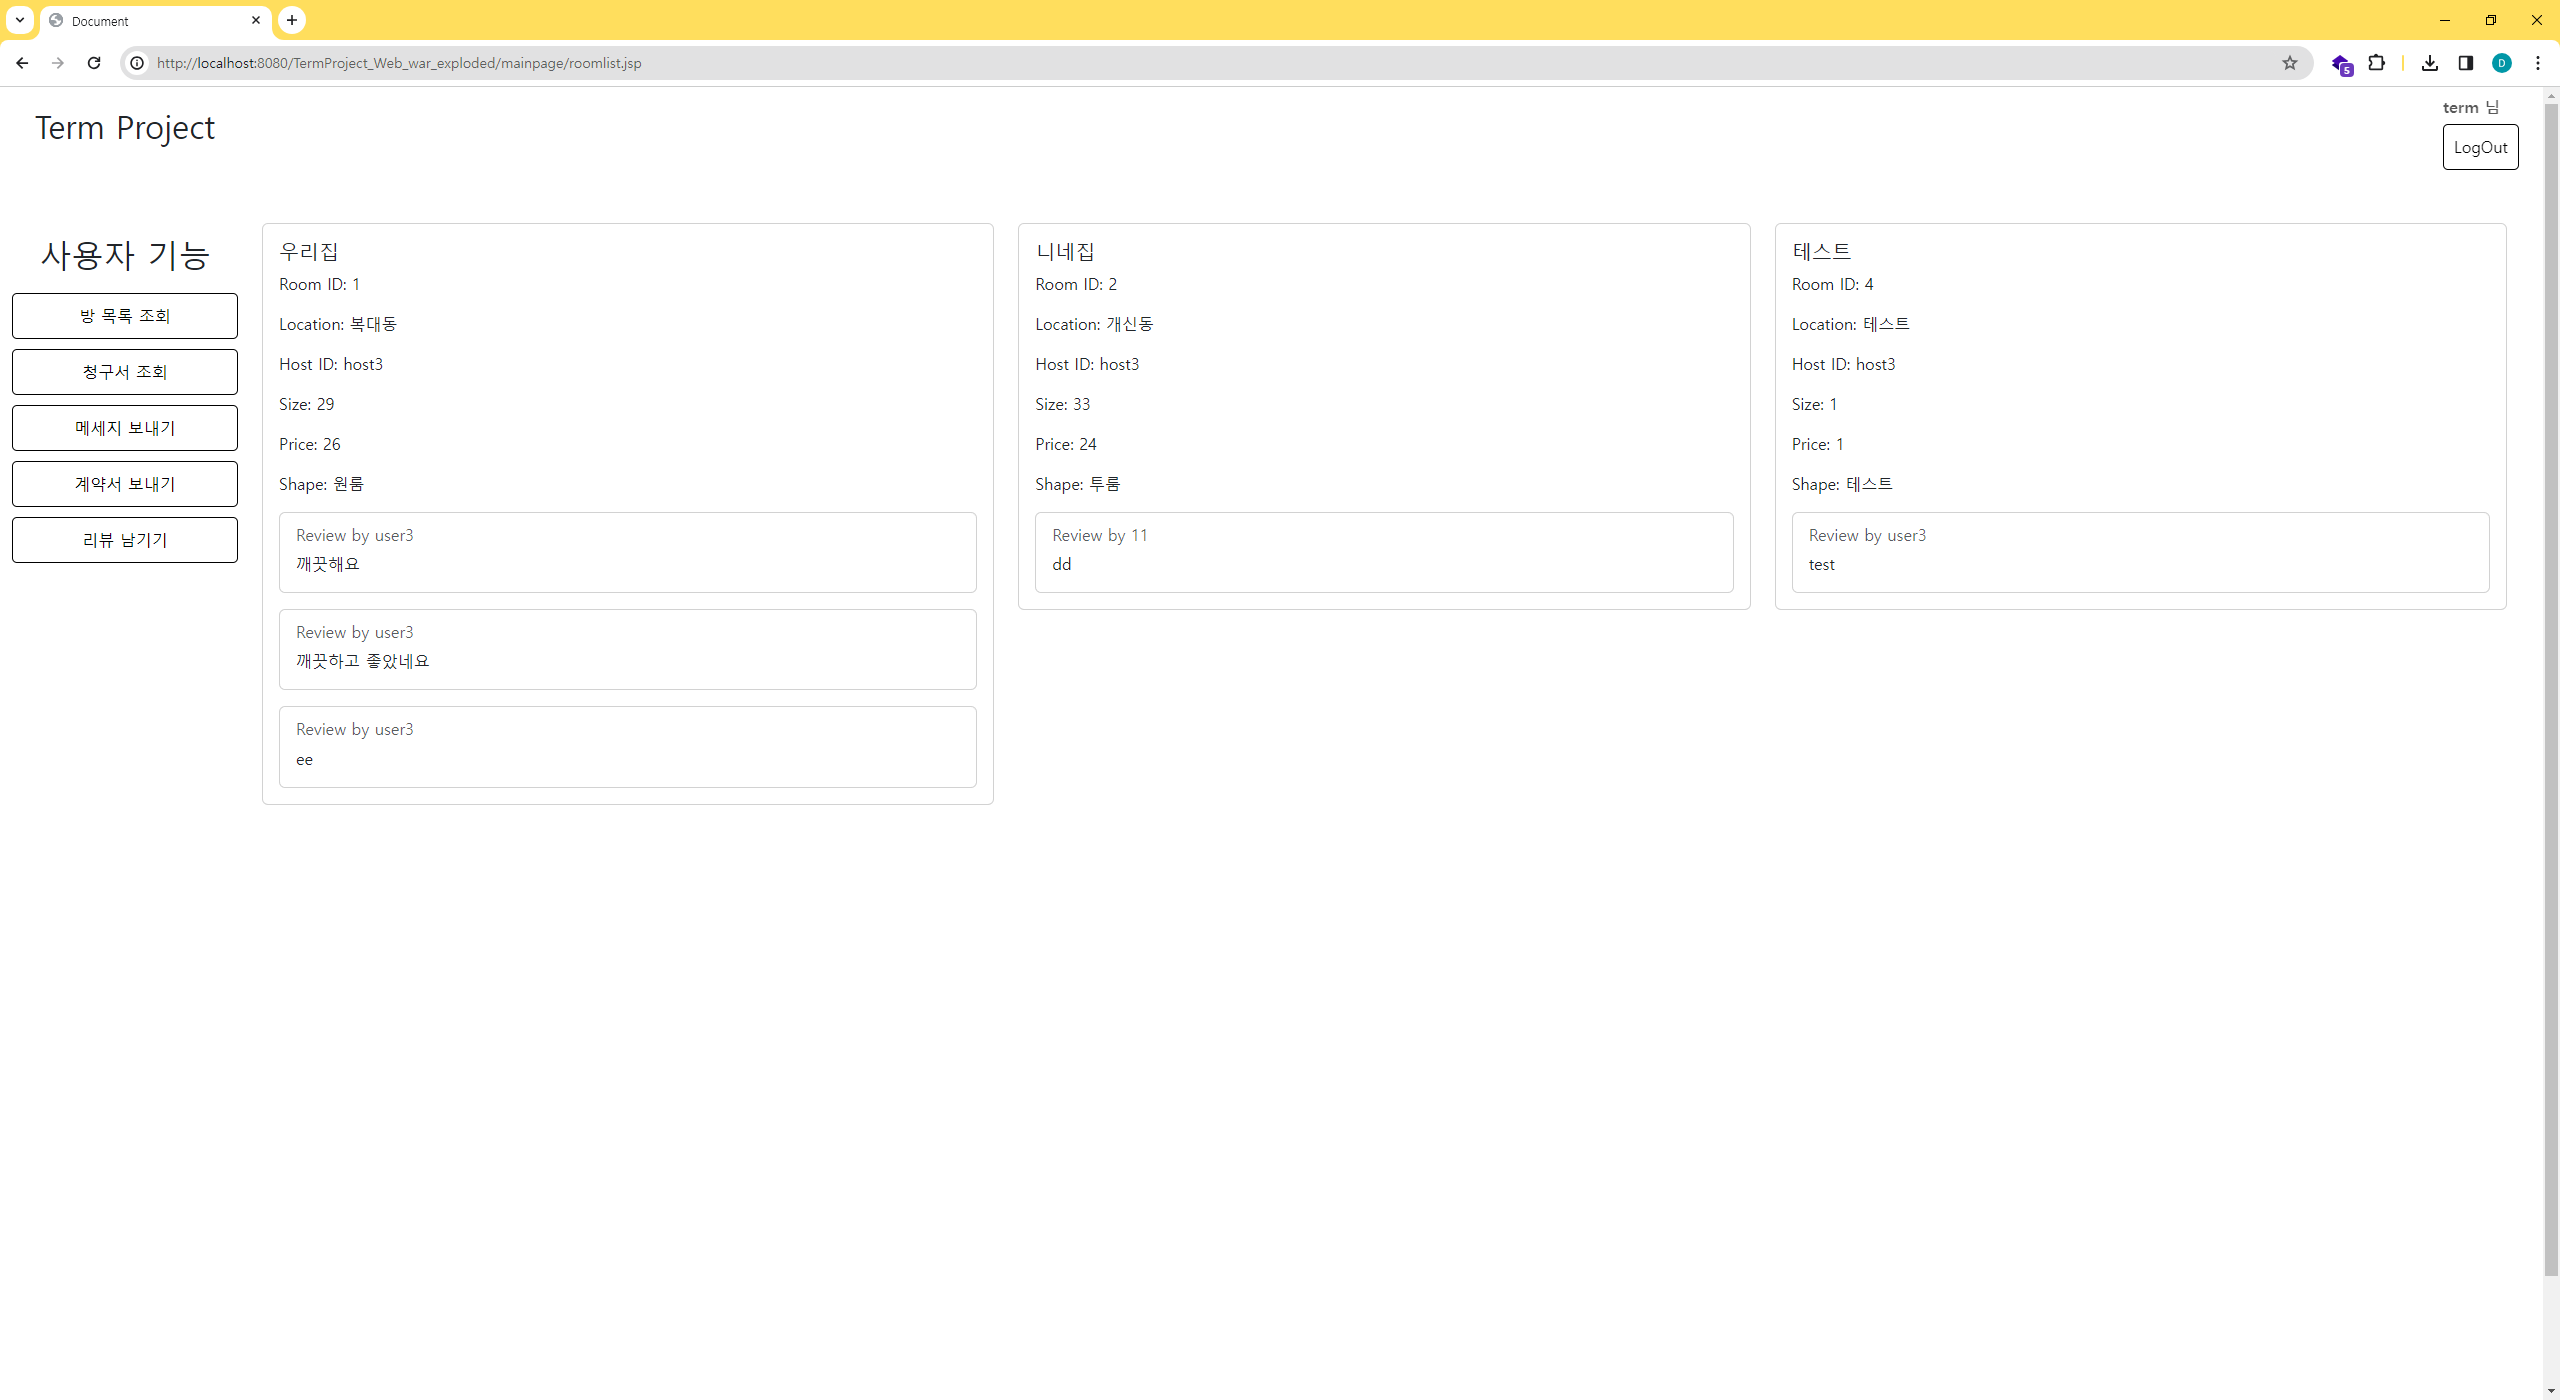 Document
http://localhost:8080/TermProject_Web_war_exploded/mainpage/roomlist.jsp
5
D
Term Project
term 님
LogOut
사용자 기능
방 목록 조회
청구서 조회
메세지 보내기
계약서 보내기
리뷰 남기기
우리집
Room ID: 1
Location: 복대동
Host ID: host3
Size: 29
Price: 26
Shape: 원룸
Review by user3
깨끗해요
Review by user3
깨끗하고 좋았네요
Review by user3
ee
니네집
Room ID: 2
Location: 개신동
Host ID: host3
Size: 33
Price: 24
Shape: 투룸
Review by 11
dd
테스트
Room ID: 4
Location: 테스트
Host ID: host3
Size: 1
Price: 1
Shape: 테스트
Review by user3
test